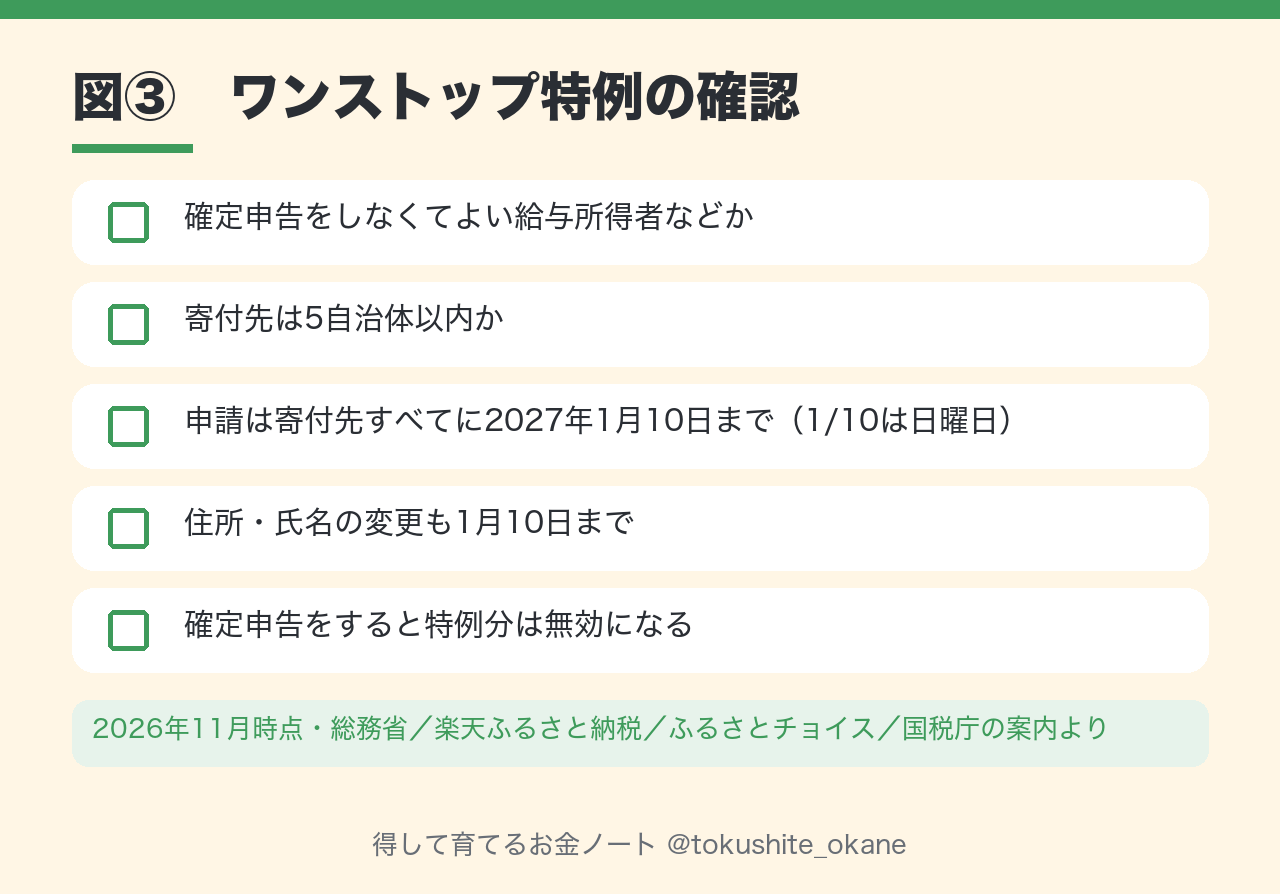 図③　ワンストップ特例の確認
確定申告をしなくてよい給与所得者などか
寄付先は5自治体以内か
申請は寄付先すべてに2027年1月10日まで（1/10は日曜日）
住所・氏名の変更も1月10日まで
確定申告をすると特例分は無効になる
2026年11月時点・総務省／楽天ふるさと納税／ふるさとチョイス／国税庁の案内より
得して育てるお金ノート @tokushite_okane